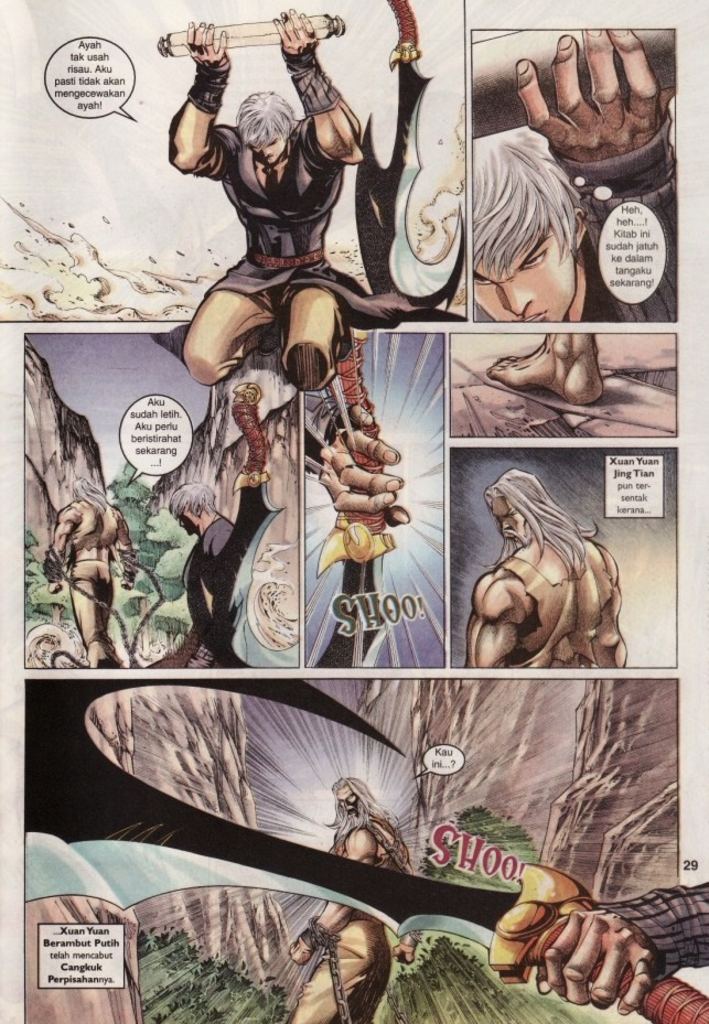 Ayah
tak usah
risau. Aku
pasti tidak akan
mengecewakan
ayah!
Heh,
heh....!
Kitab ini
sudah jatuh
ke dalam
tangaku
sekarang!
Aku
sudah letih.
Aku perlu
beristirahat
sekarang
...!
SHOO!
Xuan Yuan
Jing Tian
pun ter-
sentak
kerana...
Kau
ini...?
SHOO!
29
...Xuan Yuan
Berambut Putih
telah mencabut
Cangkuk
Perpisahannya.